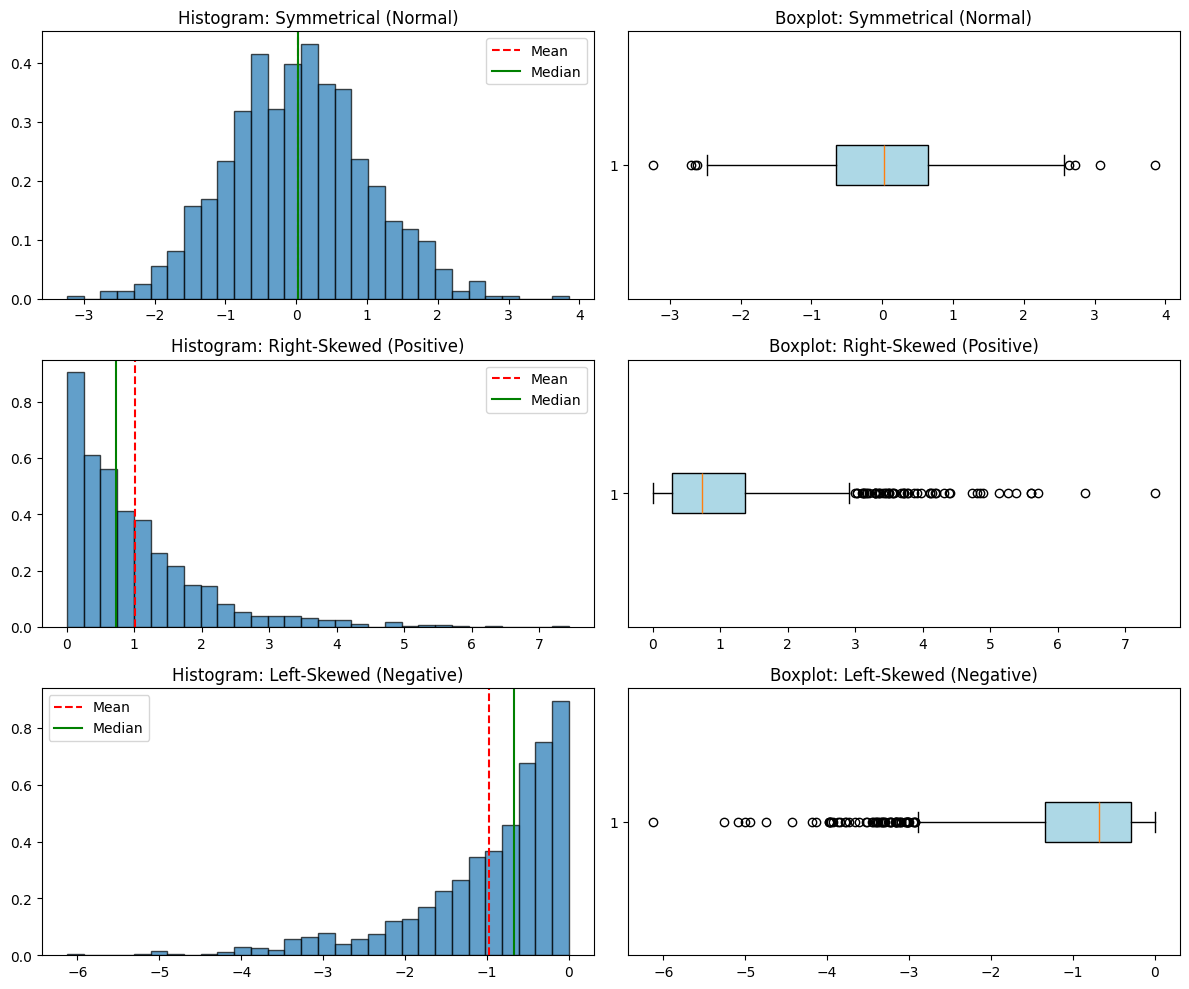 Histogram: Symmetrical (Normal)
Mean
Median
0.4
0.3
0.2
0.1
0.0
−3 −2 −1 0 1 2 3 4
Boxplot: Symmetrical (Normal)
1
−3 −2 −1 0 1 2 3 4
Histogram: Right-Skewed (Positive)
Mean
Median
0.8
0.6
0.4
0.2
0.0
0 1 2 3 4 5 6 7
Boxplot: Right-Skewed (Positive)
1
0 1 2 3 4 5 6 7
Histogram: Left-Skewed (Negative)
Mean
Median
0.8
0.6
0.4
0.2
0.0
−6 −5 −4 −3 −2 −1 0
Boxplot: Left-Skewed (Negative)
1
−6 −5 −4 −3 −2 −1 0